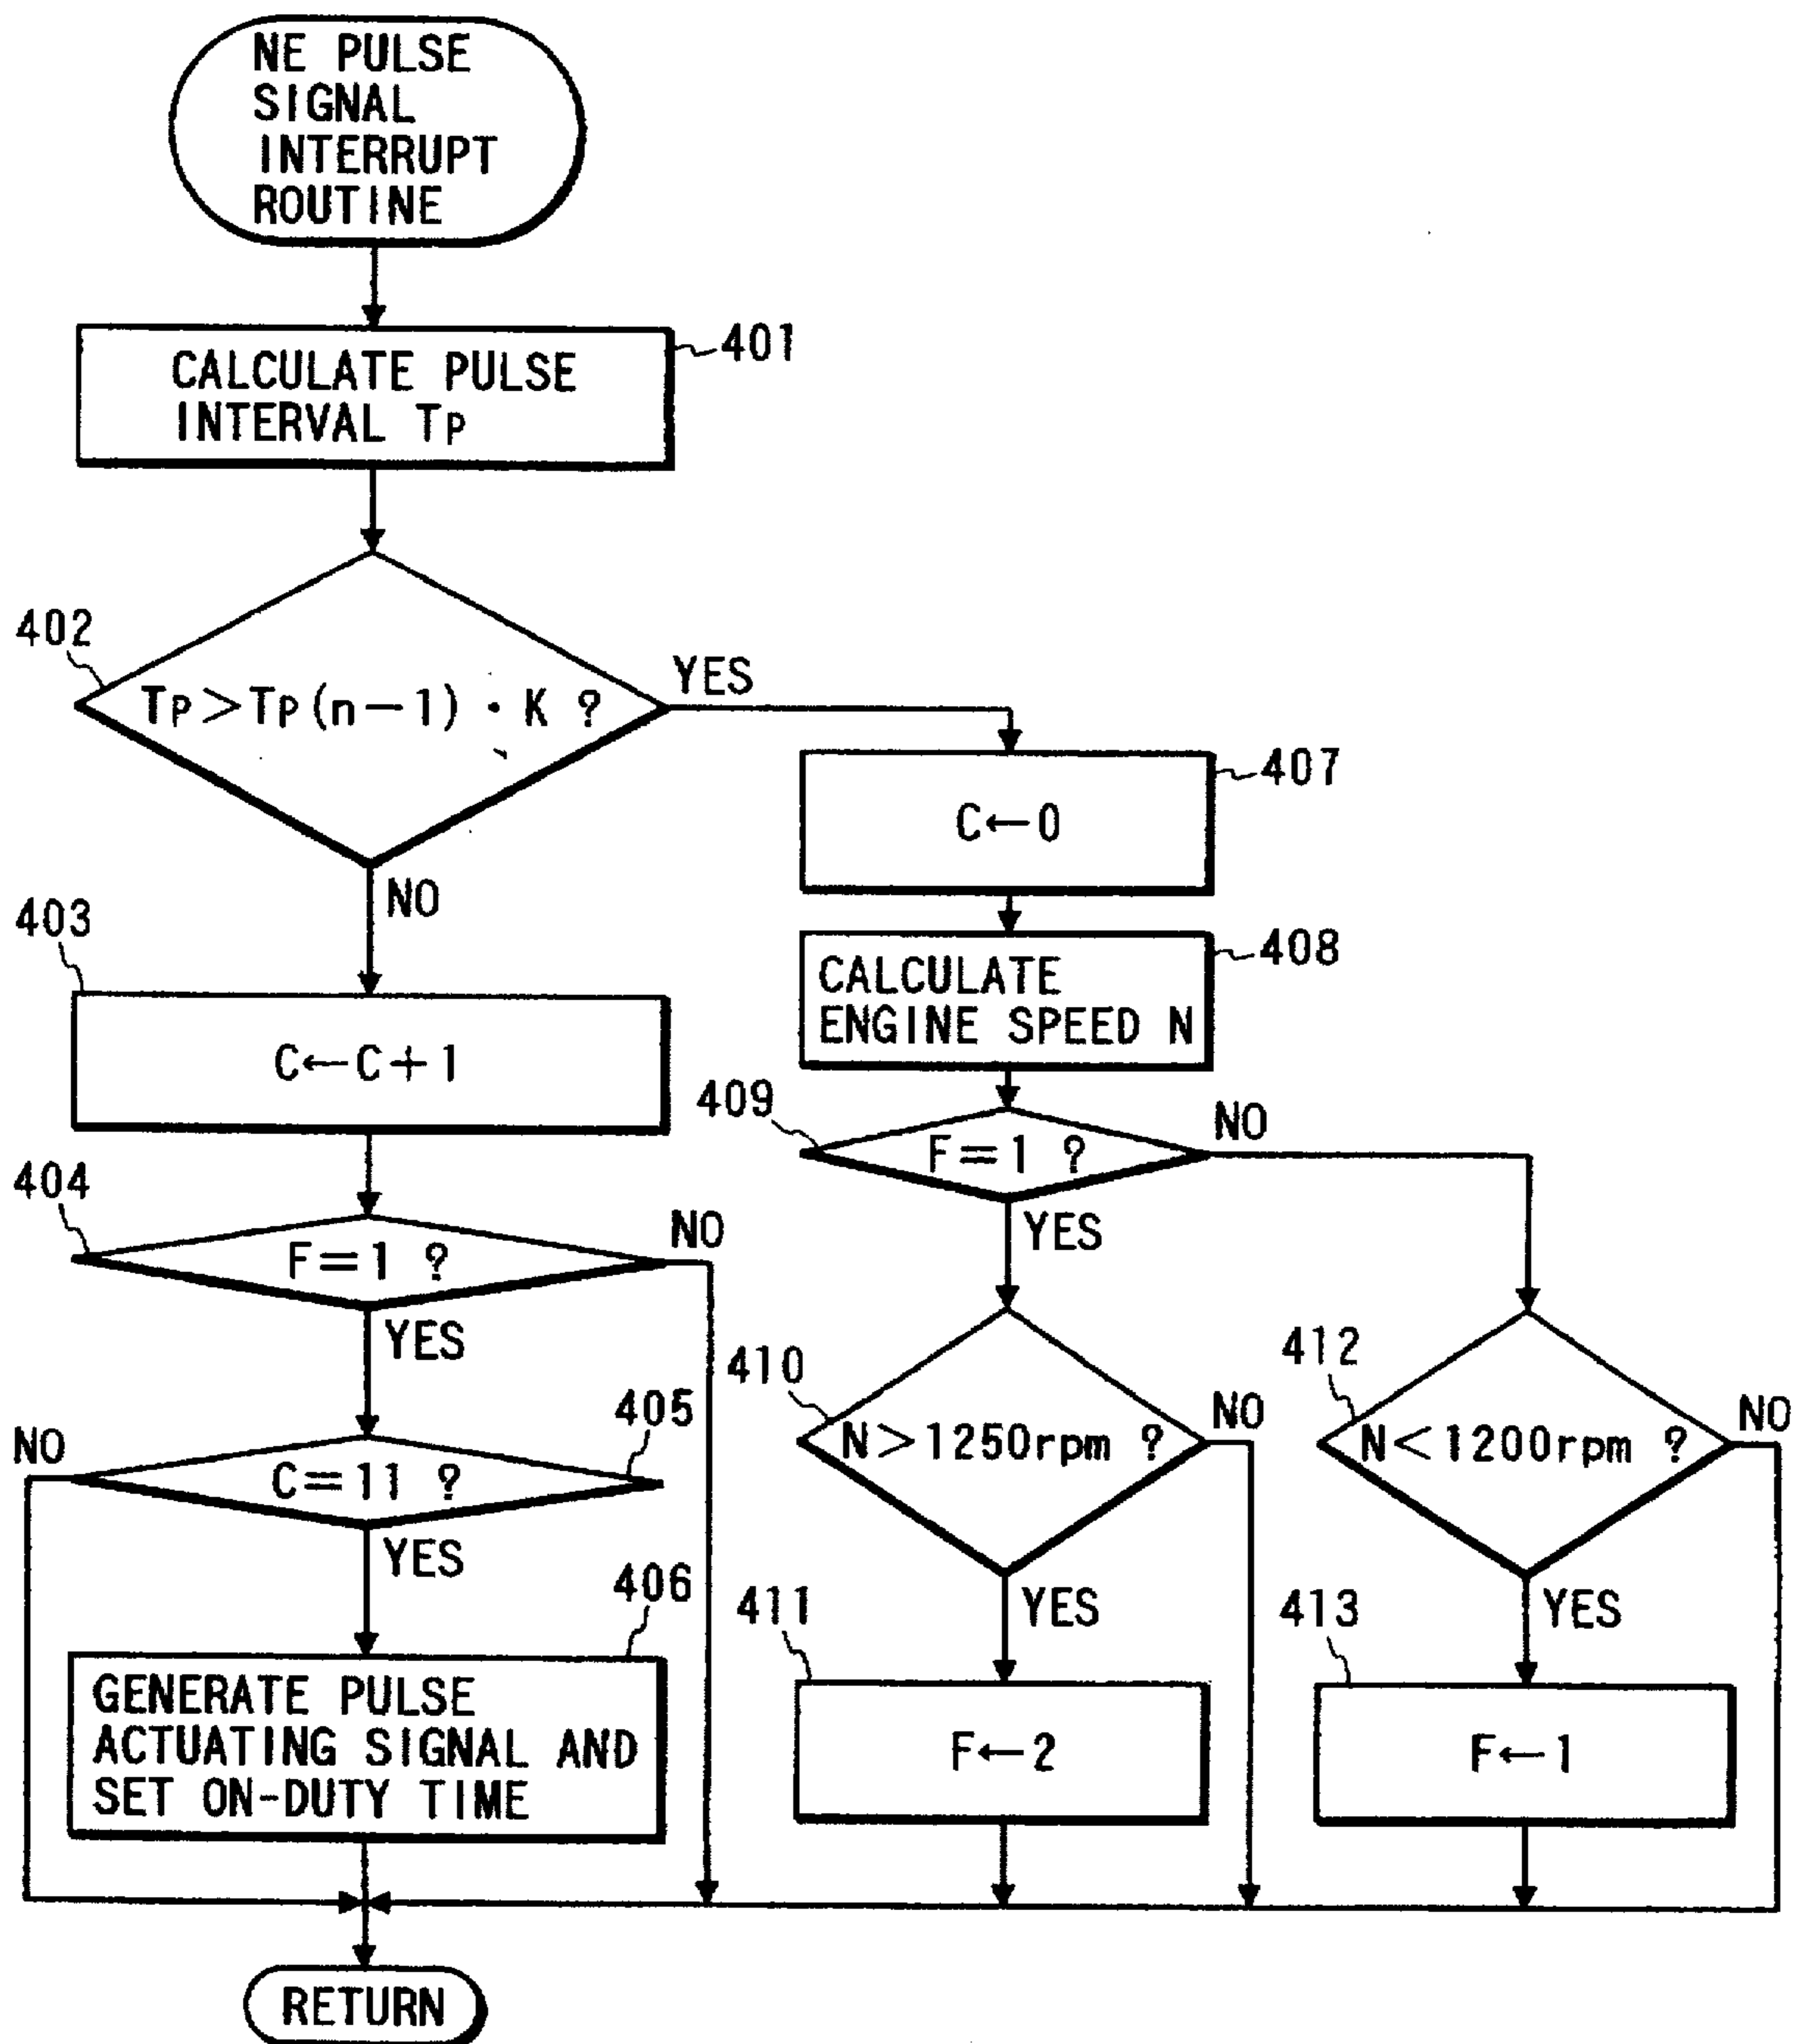 NE PULSE
SIGNAL
INTERRUPT
ROUTINE
401
CALCULATE PULSE
INTERVAL TP
402
TP>TP(n-1)・K ?
YES
NO
407
C←0
403
C←C+1
408
CALCULATE
ENGINE SPEED N
409
F=1 ?
NO
YES
404
F=1 ?
NO
YES
410
N>1250rpm ?
NO
YES
412
N<1200rpm ?
NO
YES
405
C=11 ?
NO
YES
406
GENERATE PULSE
ACTUATING SIGNAL AND
SET ON-DUTY TIME
411
F←2
413
F←1
RETURN